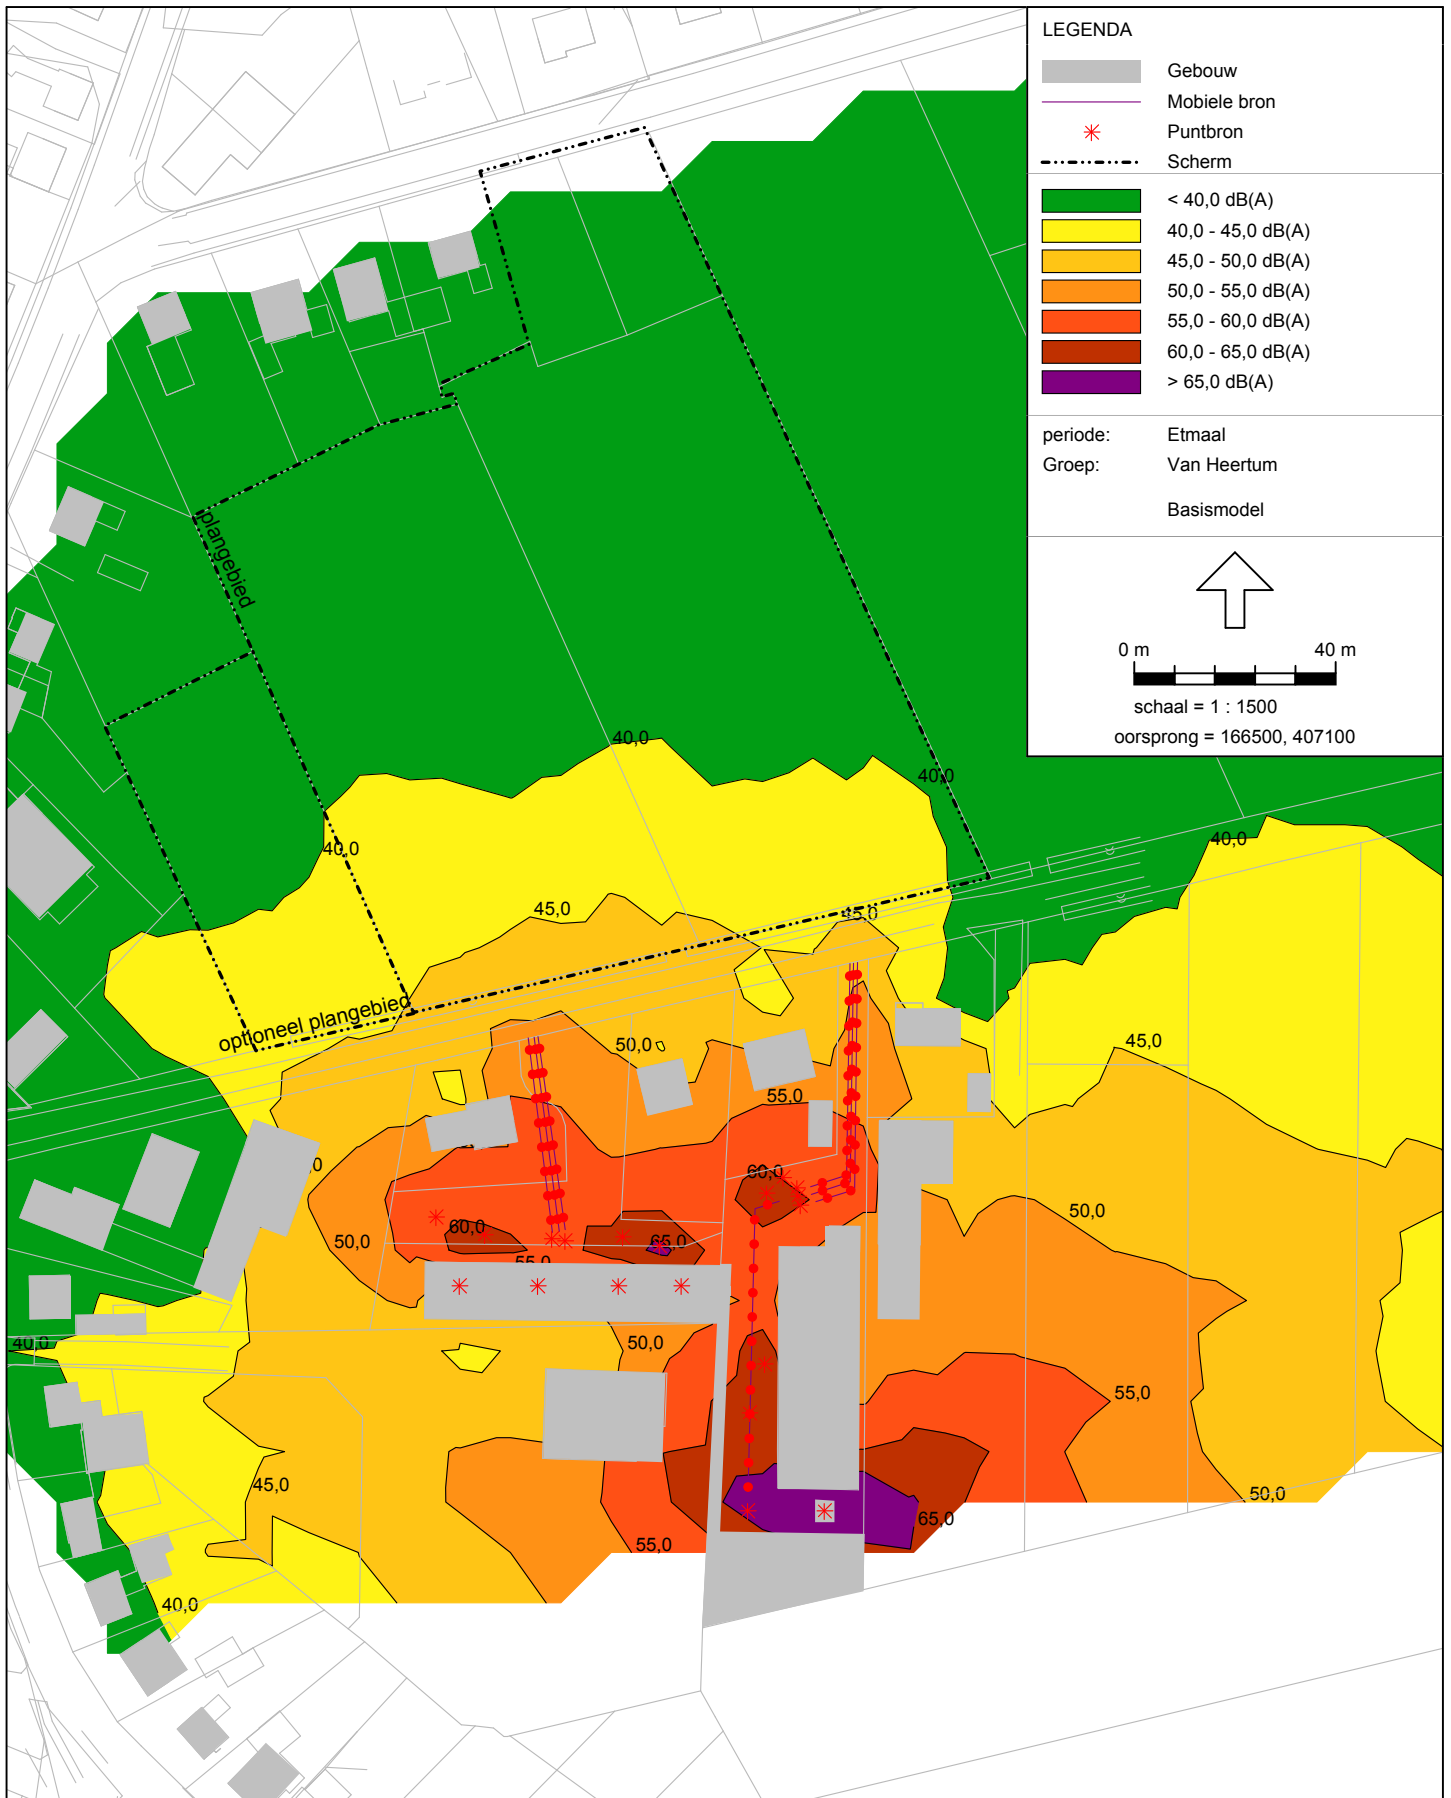 LEGENDA
Gebouw
Mobiele bron
Puntbron
Scherm
< 40,0 dB(A)
40,0 - 45,0 dB(A)
45,0 - 50,0 dB(A)
50,0 - 55,0 dB(A)
55,0 - 60,0 dB(A)
60,0 - 65,0 dB(A)
> 65,0 dB(A)
periode: Etmaal
Groep: Van Heertum
Basismodel
0 m 40 m
schaal = 1 : 1500
oorsprong = 166500, 407100
plangebied
40,0
40,0
40,0
40,0
45,0
45,0
optioneel plangebied
50,0
45,0
55,0
60,0
50,0
60,0
50,0
65,0
55,0
40,0
50,0
55,0
45,0
50,0
65,0
55,0
40,0